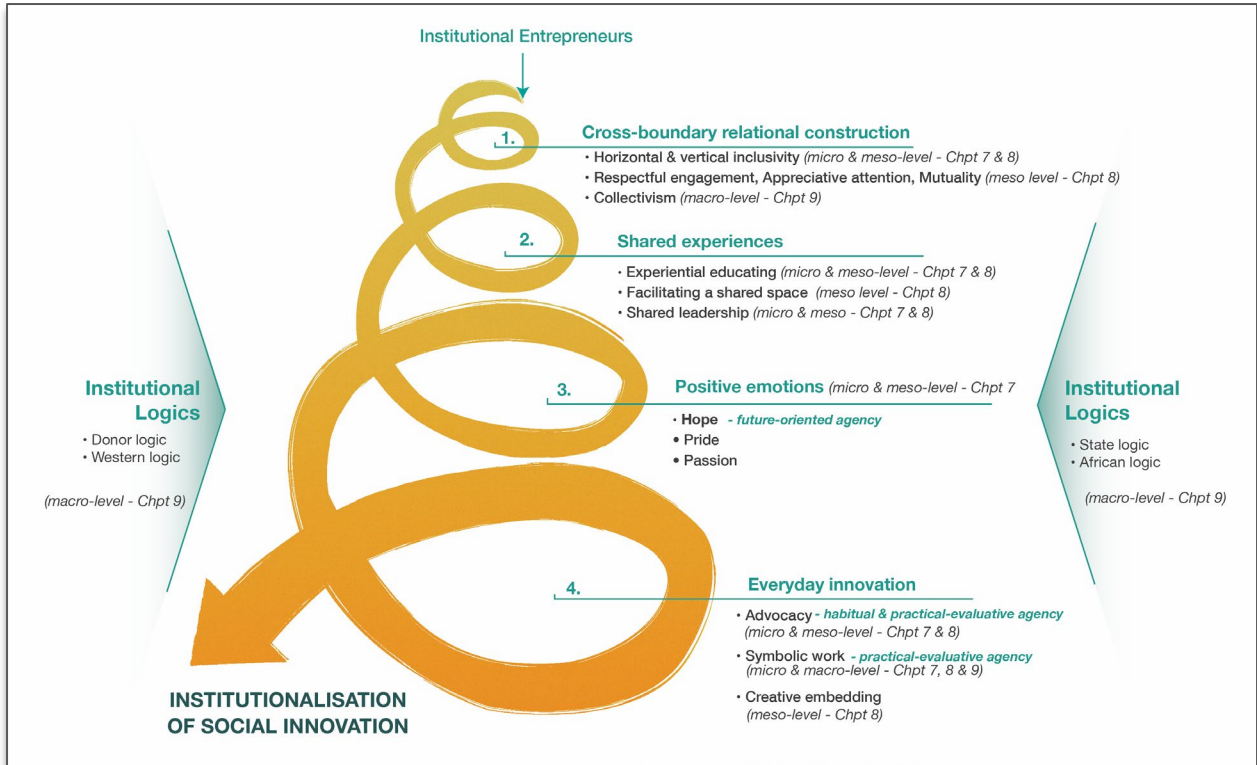 Institutional Entrepreneurs
1.
Cross-boundary relational construction
• Horizontal & vertical inclusivity (micro & meso-level - Chpt 7 & 8)
• Respectful engagement, Appreciative attention, Mutuality (meso level - Chpt 8)
• Collectivism (macro-level - Chpt 9)
2.
Shared experiences
• Experiential educating (micro & meso-level - Chpt 7 & 8)
• Facilitating a shared space (meso level - Chpt 8)
• Shared leadership (micro & meso - Chpt 7 & 8)
Institutional
Logics
• Donor logic
• Western logic
(macro-level - Chpt 9)
3.
Positive emotions (micro & meso-level - Chpt 7
• Hope - future-oriented agency
• Pride
• Passion
Institutional
Logics
• State logic
• African logic
(macro-level - Chpt 9)
4.
Everyday innovation
• Advocacy - habitual & practical-evaluative agency
(micro & meso-level - Chpt 7 & 8)
• Symbolic work - practical-evaluative agency
(micro & macro-level - Chpt 7, 8 & 9)
• Creative embedding
(meso-level - Chpt 8)
INSTITUTIONALISATION
OF SOCIAL INNOVATION